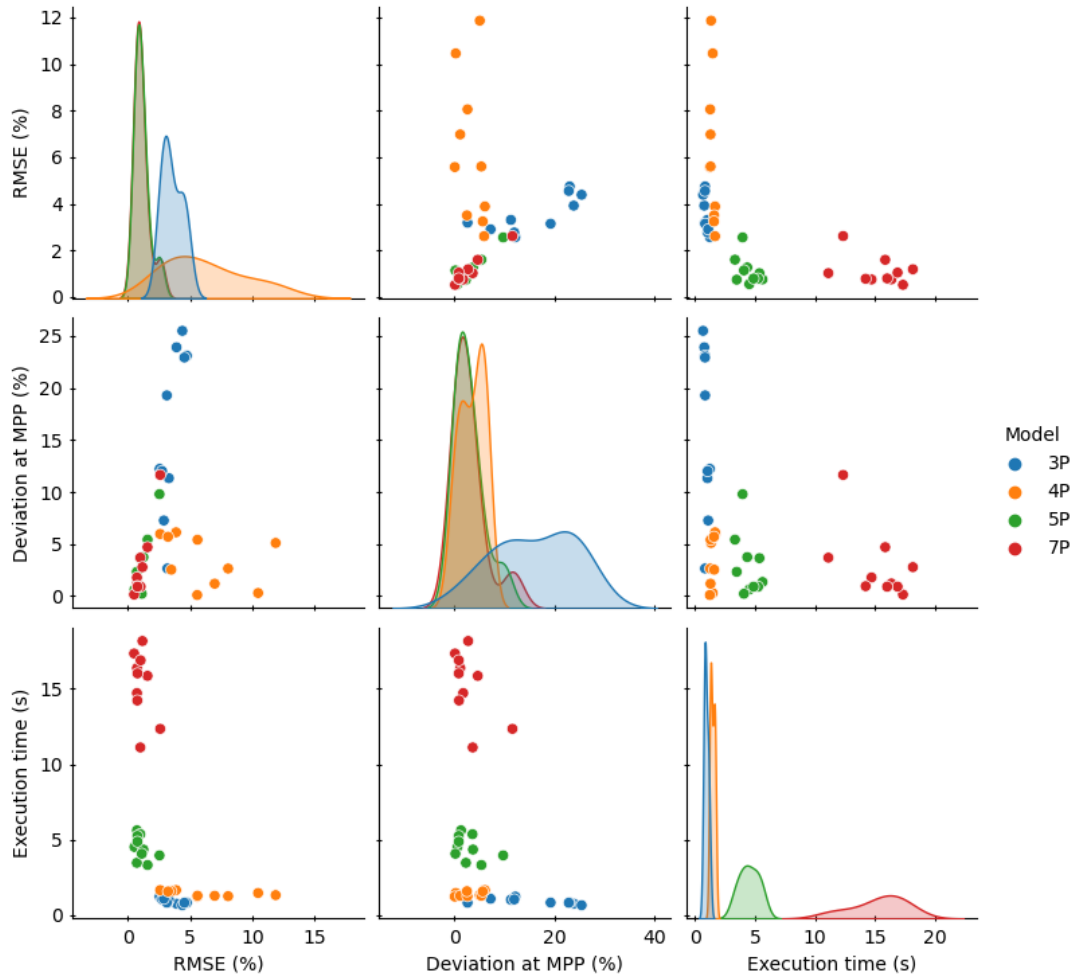 12
10
8
6
4
2
0
RMSE (%)
25
20
15
10
5
0
Deviation at MPP (%)
Model
3P
4P
5P
7P
15
10
5
0
Execution time (s)
0 5 10 15
0 20 40
0 5 10 15 20
RMSE (%) Deviation at MPP (%) Execution time (s)